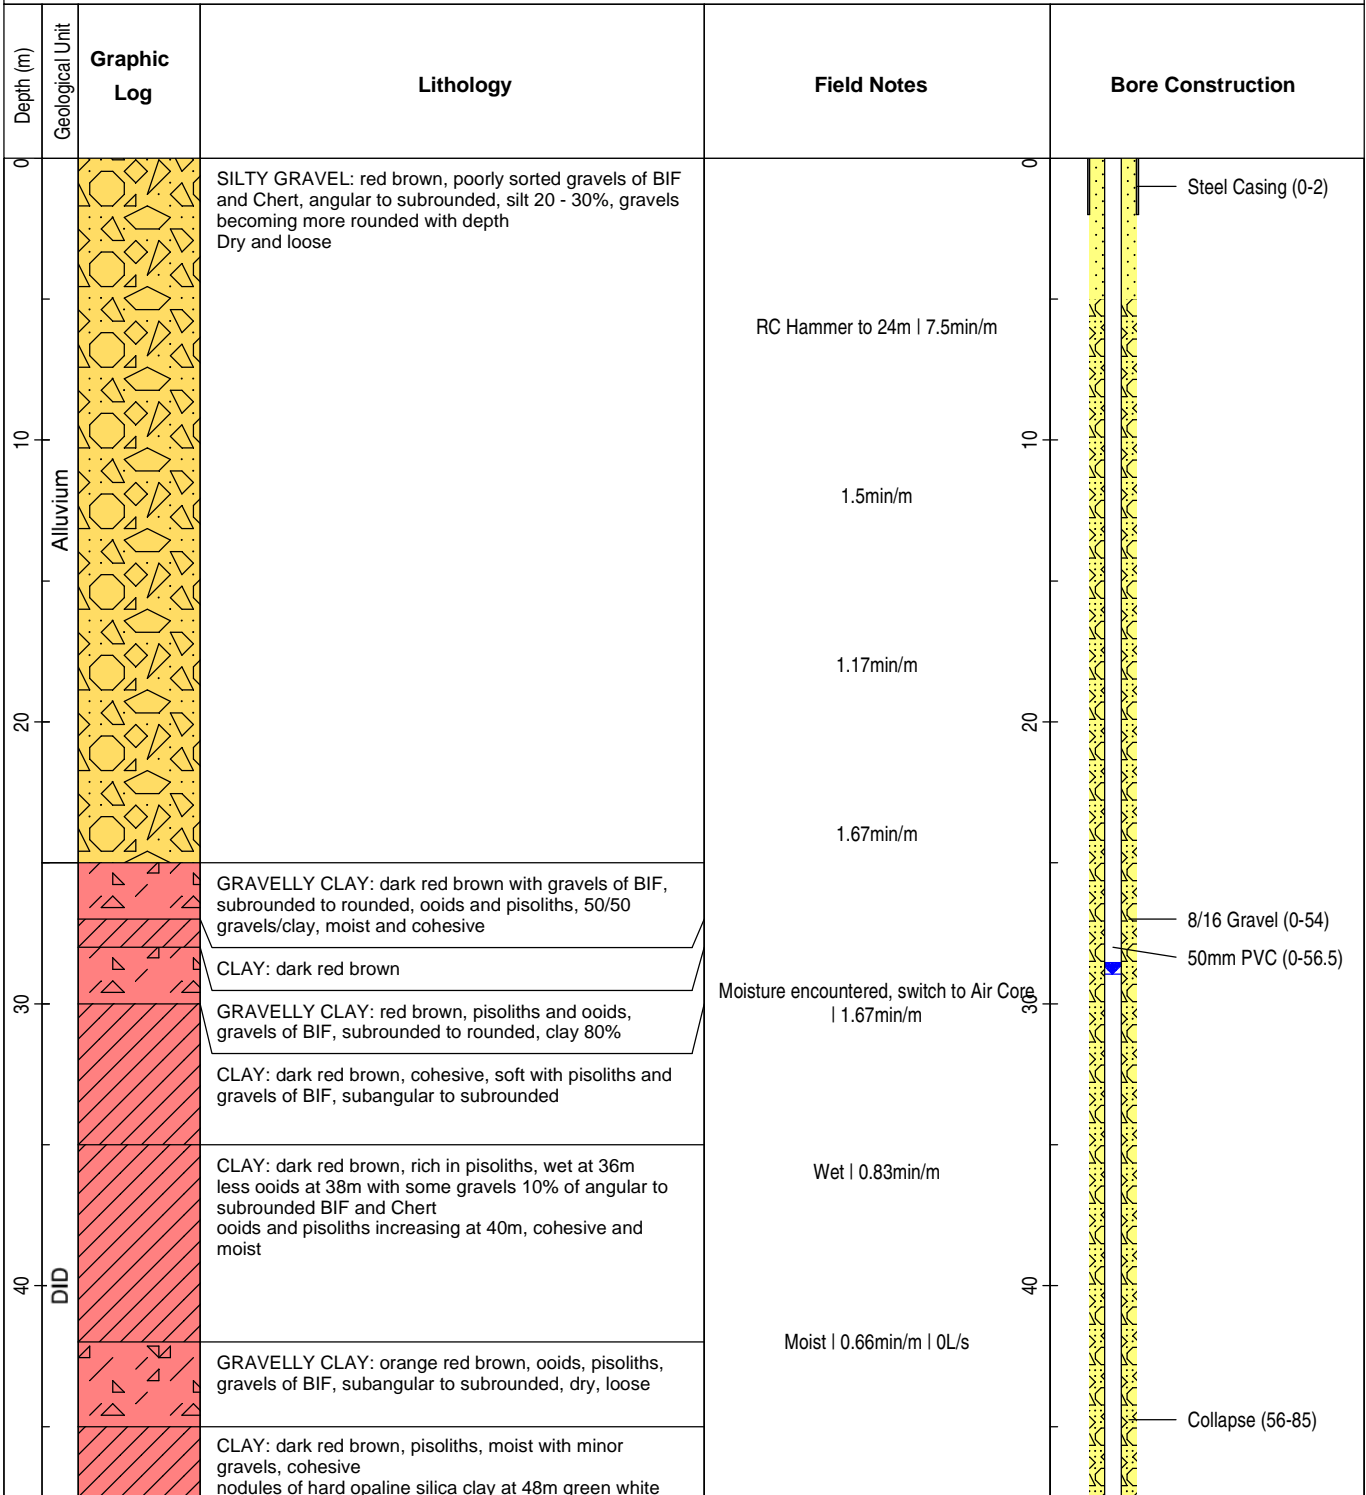 Depth (m)
Geological Unit
Graphic
Log
Lithology
Field Notes
Bore Construction
0
SILTY GRAVEL: red brown, poorly sorted gravels of BIF
and Chert, angular to subrounded, silt 20 - 30%, gravels
becoming more rounded with depth
Dry and loose
0
Steel Casing (0-2)
RC Hammer to 24m | 7.5min/m
10
10
Alluvium
1.5min/m
1.17min/m
20
20
1.67min/m
GRAVELLY CLAY: dark red brown with gravels of BIF,
subrounded to rounded, ooids and pisoliths, 50/50
gravels/clay, moist and cohesive
8/16 Gravel (0-54)
50mm PVC (0-56.5)
CLAY: dark red brown
30
GRAVELLY CLAY: red brown, pisoliths and ooids,
gravels of BIF, subrounded to rounded, clay 80%
Moisture encountered, switch to Air Core
| 1.67min/m
30
CLAY: dark red brown, cohesive, soft with pisoliths and
gravels of BIF, subangular to subrounded
CLAY: dark red brown, rich in pisoliths, wet at 36m
less ooids at 38m with some gravels 10% of angular to
subrounded BIF and Chert
ooids and pisoliths increasing at 40m, cohesive and
moist
Wet | 0.83min/m
40
DID
40
GRAVELLY CLAY: orange red brown, ooids, pisoliths,
gravels of BIF, subangular to subrounded, dry, loose
Moist | 0.66min/m | 0L/s
Collapse (56-85)
CLAY: dark red brown, pisoliths, moist with minor
gravels, cohesive
nodules of hard opaline silica clay at 48m green white